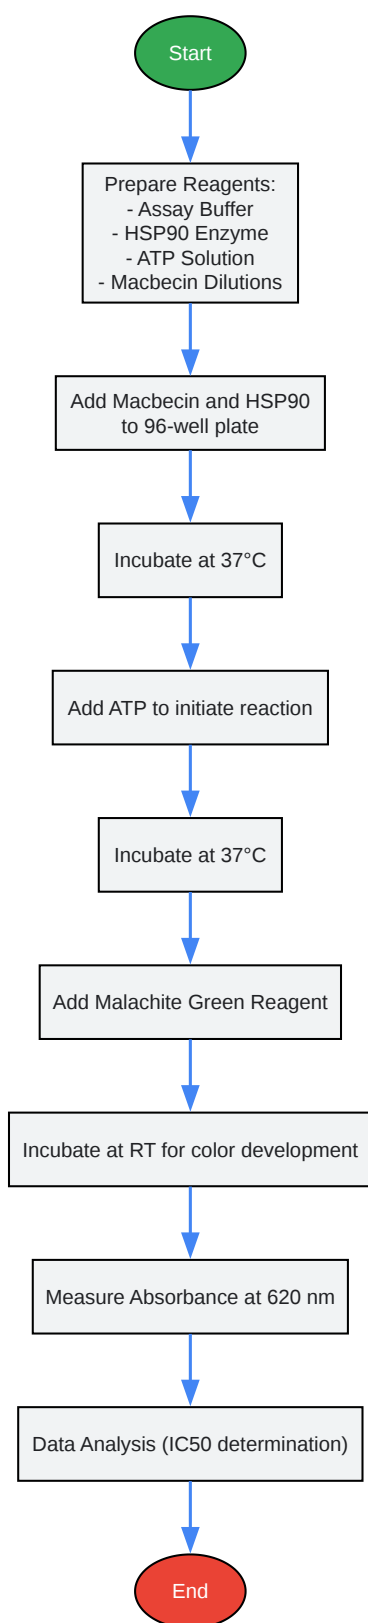 Start
Prepare Reagents:
- Assay Buffer
- HSP90 Enzyme
- ATP Solution
- Macbecin Dilutions
Add Macbecin and HSP90
to 96-well plate
Incubate at 37°C
Add ATP to initiate reaction
Incubate at 37°C
Add Malachite Green Reagent
Incubate at RT for color development
Measure Absorbance at 620 nm
Data Analysis (IC50 determination)
End